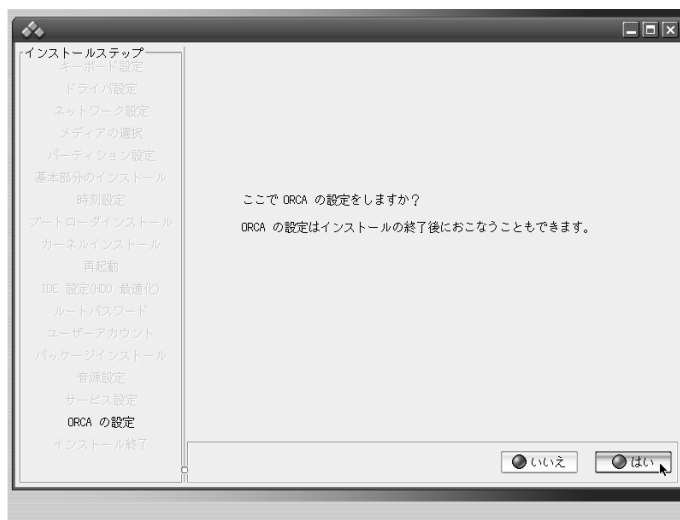 インストールステップ
キーボード設定
ドライバ設定
ネットワーク設定
メディアの選択
パーティション設定
基本部分のインストール
時刻設定
ブートローダインストール
カーネルインストール
再起動
IDE 設定(HDD 最適化)
ルートパスワード
ユーザーアカウント
パッケージインストール
音源設定
サービス設定
ORCA の設定
インストール終了
ここで ORCA の設定をしますか？
ORCA の設定はインストールの終了後におこなうこともできます。
いいえ
はい